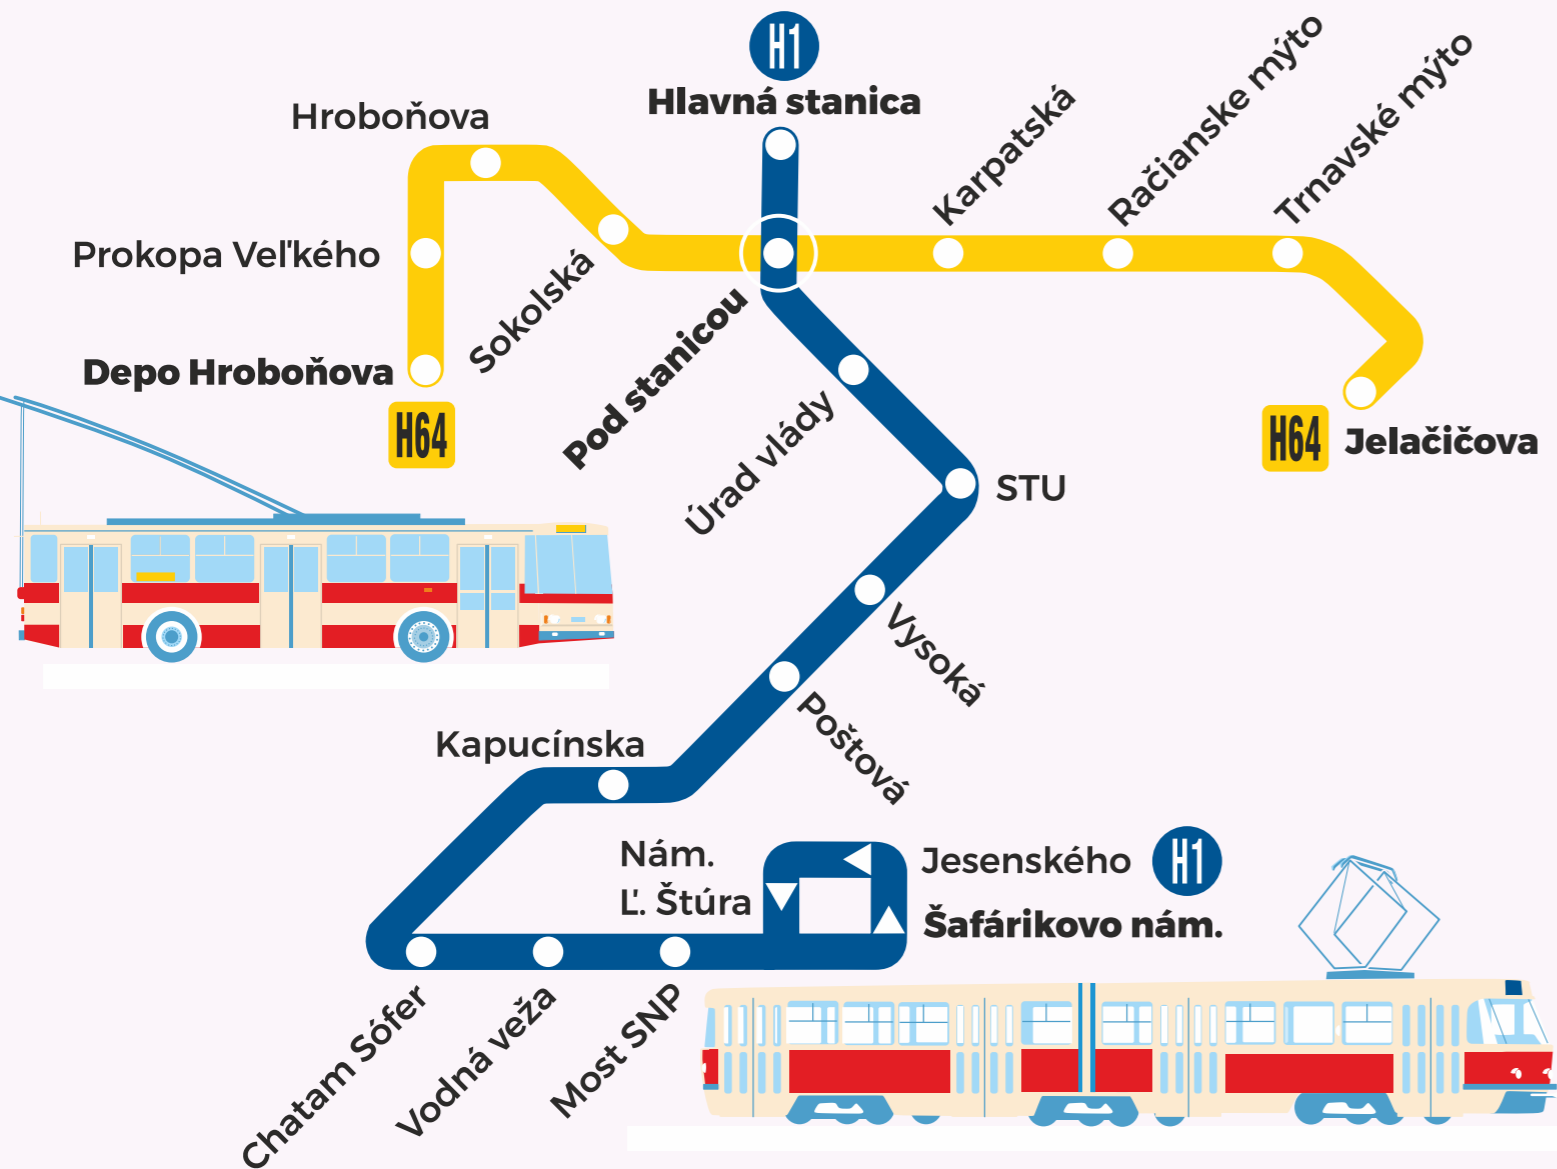 H1
Hlavná stanica
Hroboňova
Karpatská
Račianske mýto
Trnavské mýto
Prokopa Veľkého
Sokolská
Pod stanicou
Depo Hroboňova
H64
Úrad vlády
STU
H64 Jelačičova
Vysoká
Poštová
Kapucínska
Nám.
Ľ. Štúra
Jesenského H1
Šafárikovo nám.
Chatam Sófer
Vodná veža
Most SNP